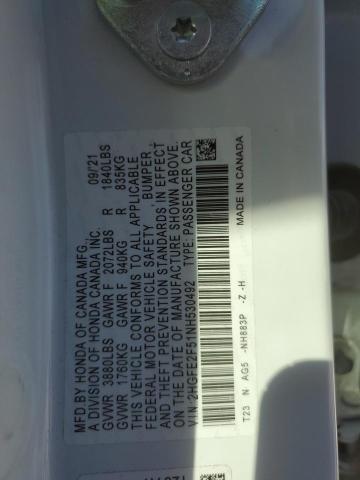 MFD BY HONDA OF CANADA MFG. 09/21
A DIVISION OF HONDA CANADA INC.
GVWR 3880LBS GAWR F 2072LBS R 1840LBS
GVWR 1760KG GAWR F 940KG R 835KG
THIS VEHICLE CONFORMS TO ALL APPLICABLE
FEDERAL MOTOR VEHICLE SAFETY, BUMPER,
AND THEFT PREVENTION STANDARDS IN EFFECT
ON THE DATE OF MANUFACTURE SHOWN ABOVE.
V.I.N: 2HGFE2F51NH530492 TYPE: PASSENGER CAR
T23 N AG5 -NH883P -Z -H MADE IN CANADA